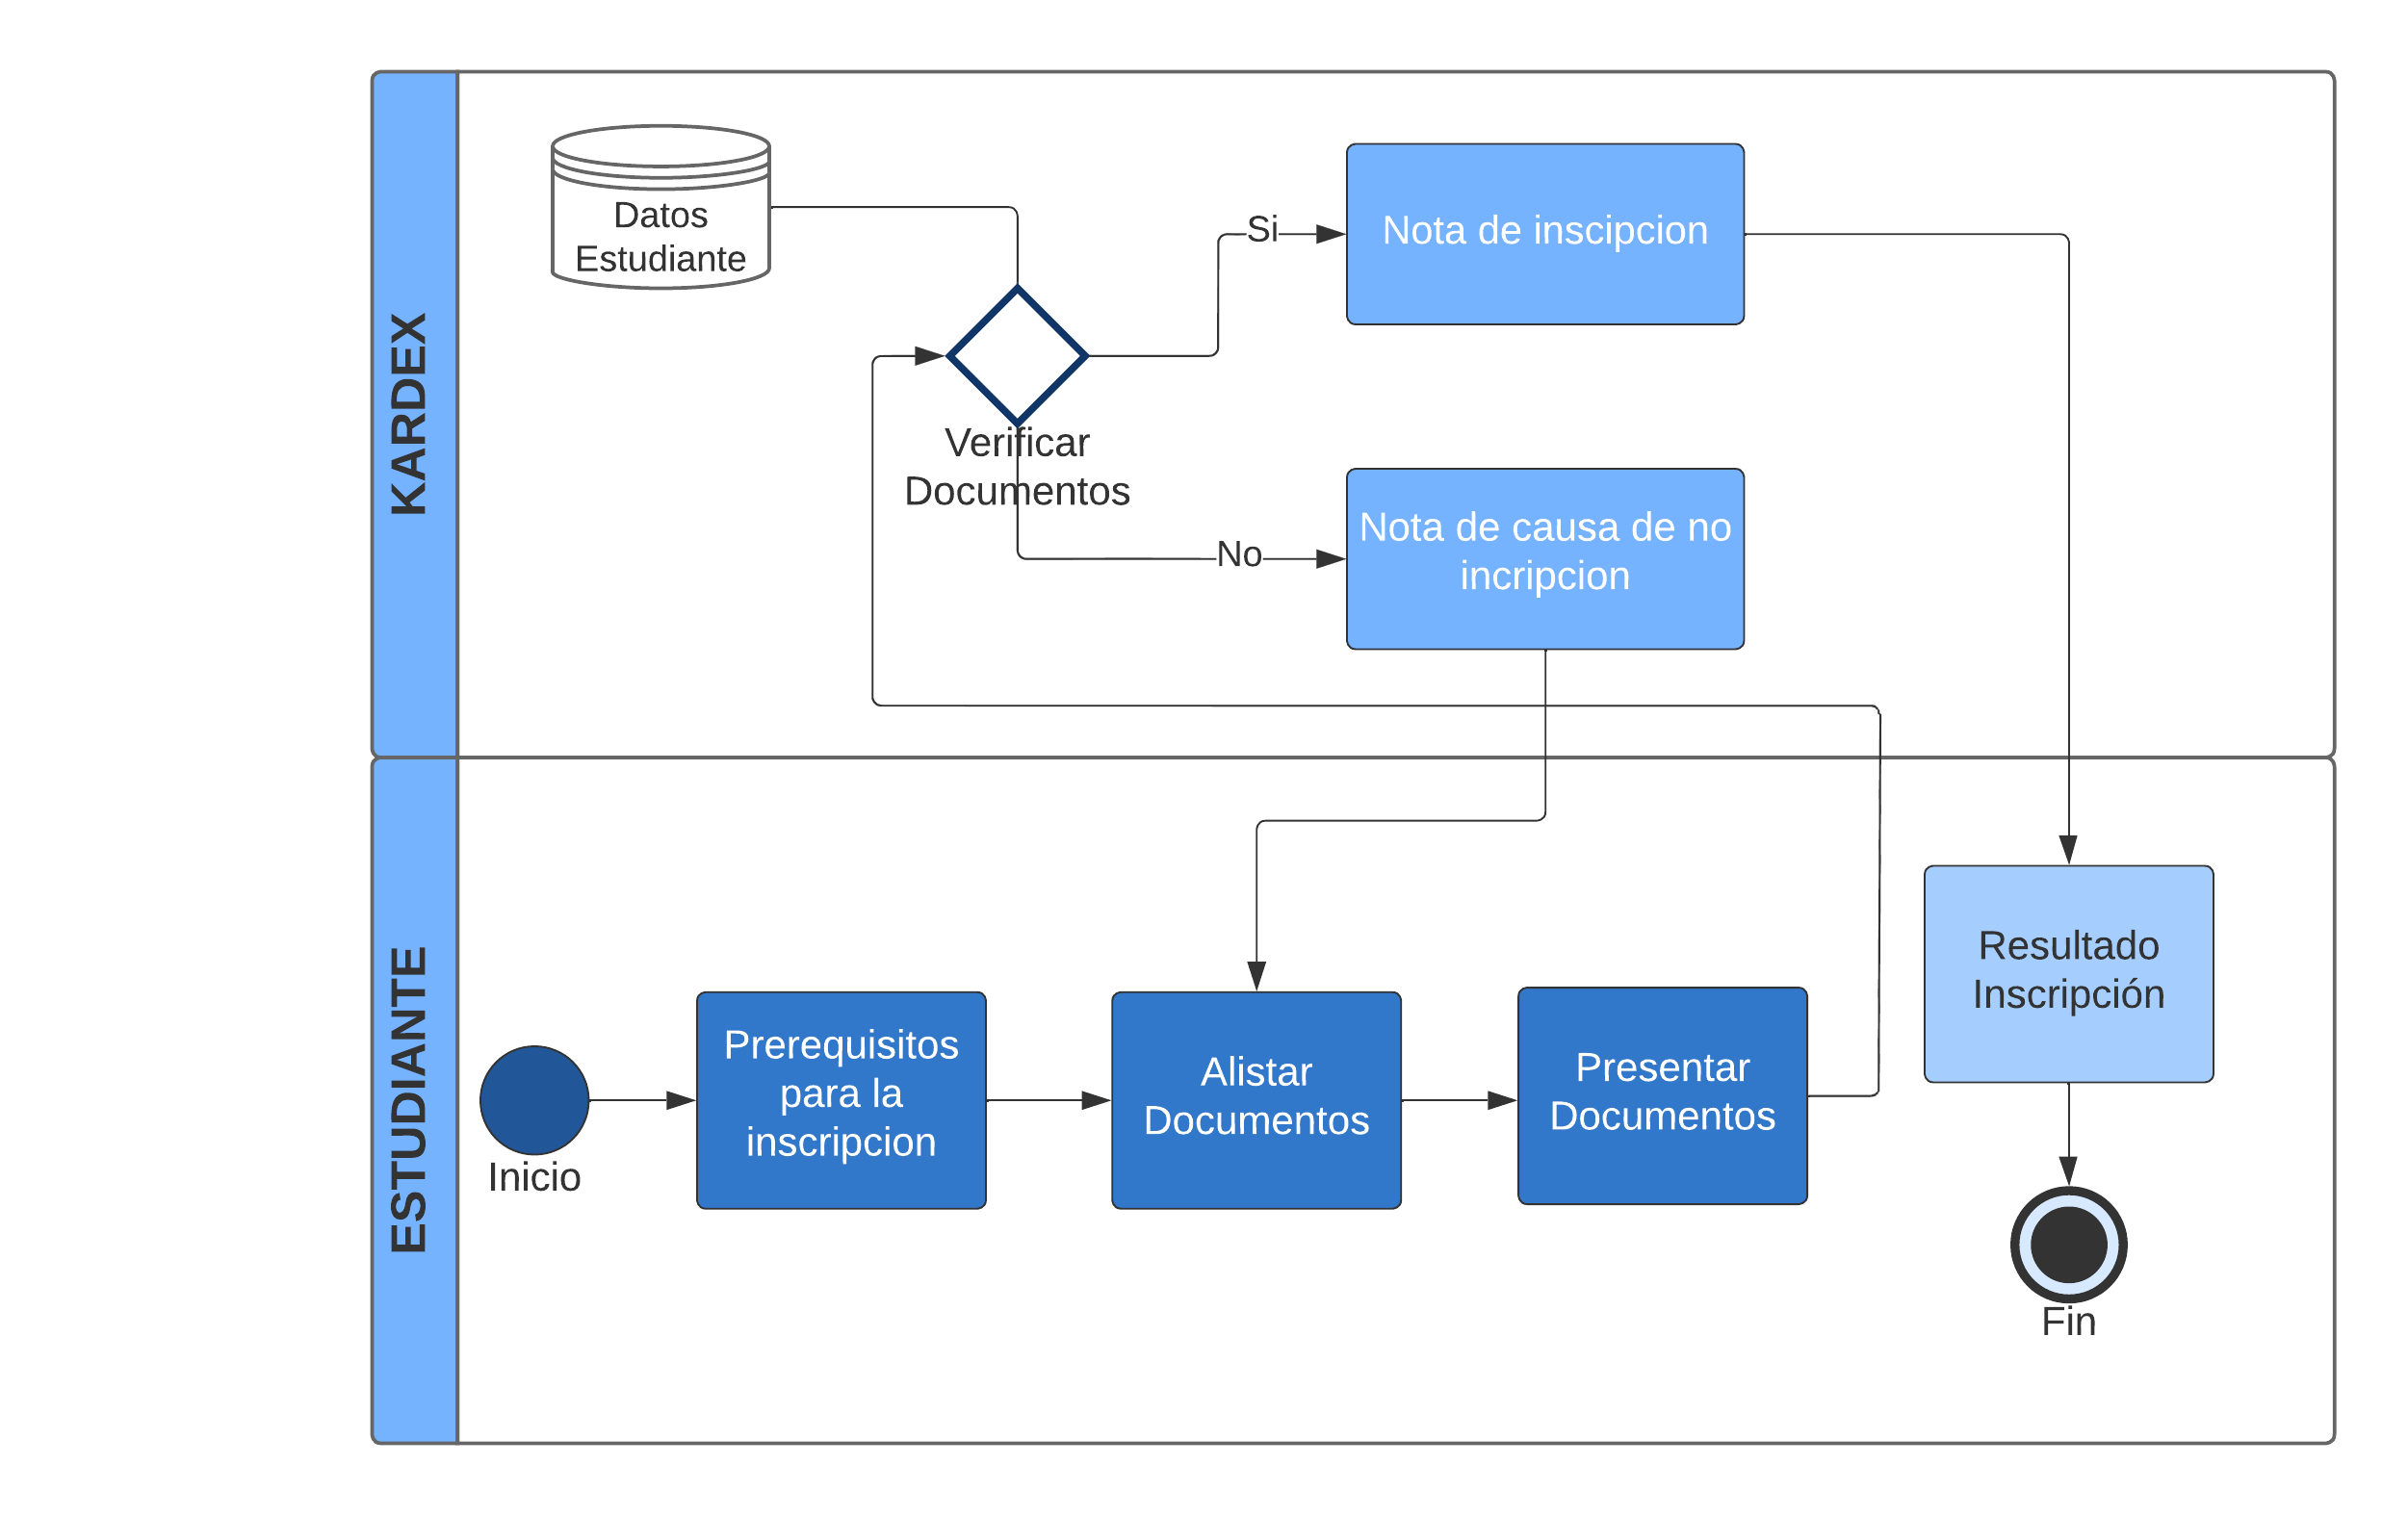 KARDEX
Datos
Estudiante
Si
Nota de inscipcion
Verificar
Documentos
No
Nota de causa de no
incripcion
ESTUDIANTE
Inicio
Prerequisitos
para la
inscripcion
Alistar
Documentos
Presentar
Documentos
Resultado
Inscripción
Fin